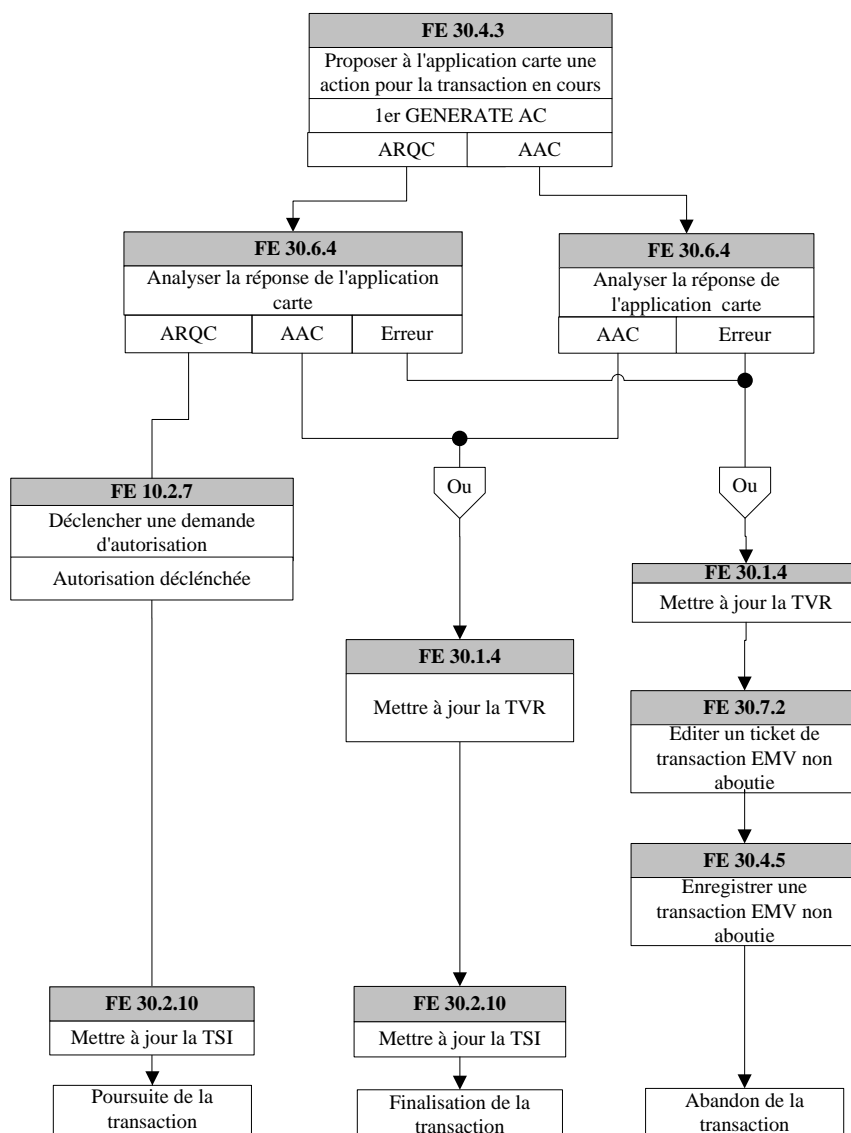 FE 30.4.3
Proposer à l'application carte une
action pour la transaction en cours
1er GENERATE AC
ARQC
AAC
FE 30.6.4
Analyser la réponse de l'application
carte
ARQC
AAC
Erreur
FE 30.6.4
Analyser la réponse de
l'application carte
AAC
Erreur
Ou
Ou
FE 10.2.7
Déclencher une demande
d'autorisation
Autorisation déclénchée
FE 30.1.4
Mettre à jour la TVR
FE 30.1.4
Mettre à jour la TVR
FE 30.7.2
Editer un ticket de
transaction EMV non
aboutie
FE 30.4.5
Enregistrer une
transaction EMV non
aboutie
FE 30.2.10
Mettre à jour la TSI
FE 30.2.10
Mettre à jour la TSI
Poursuite de la
transaction
Finalisation de la
transaction
Abandon de la
transaction